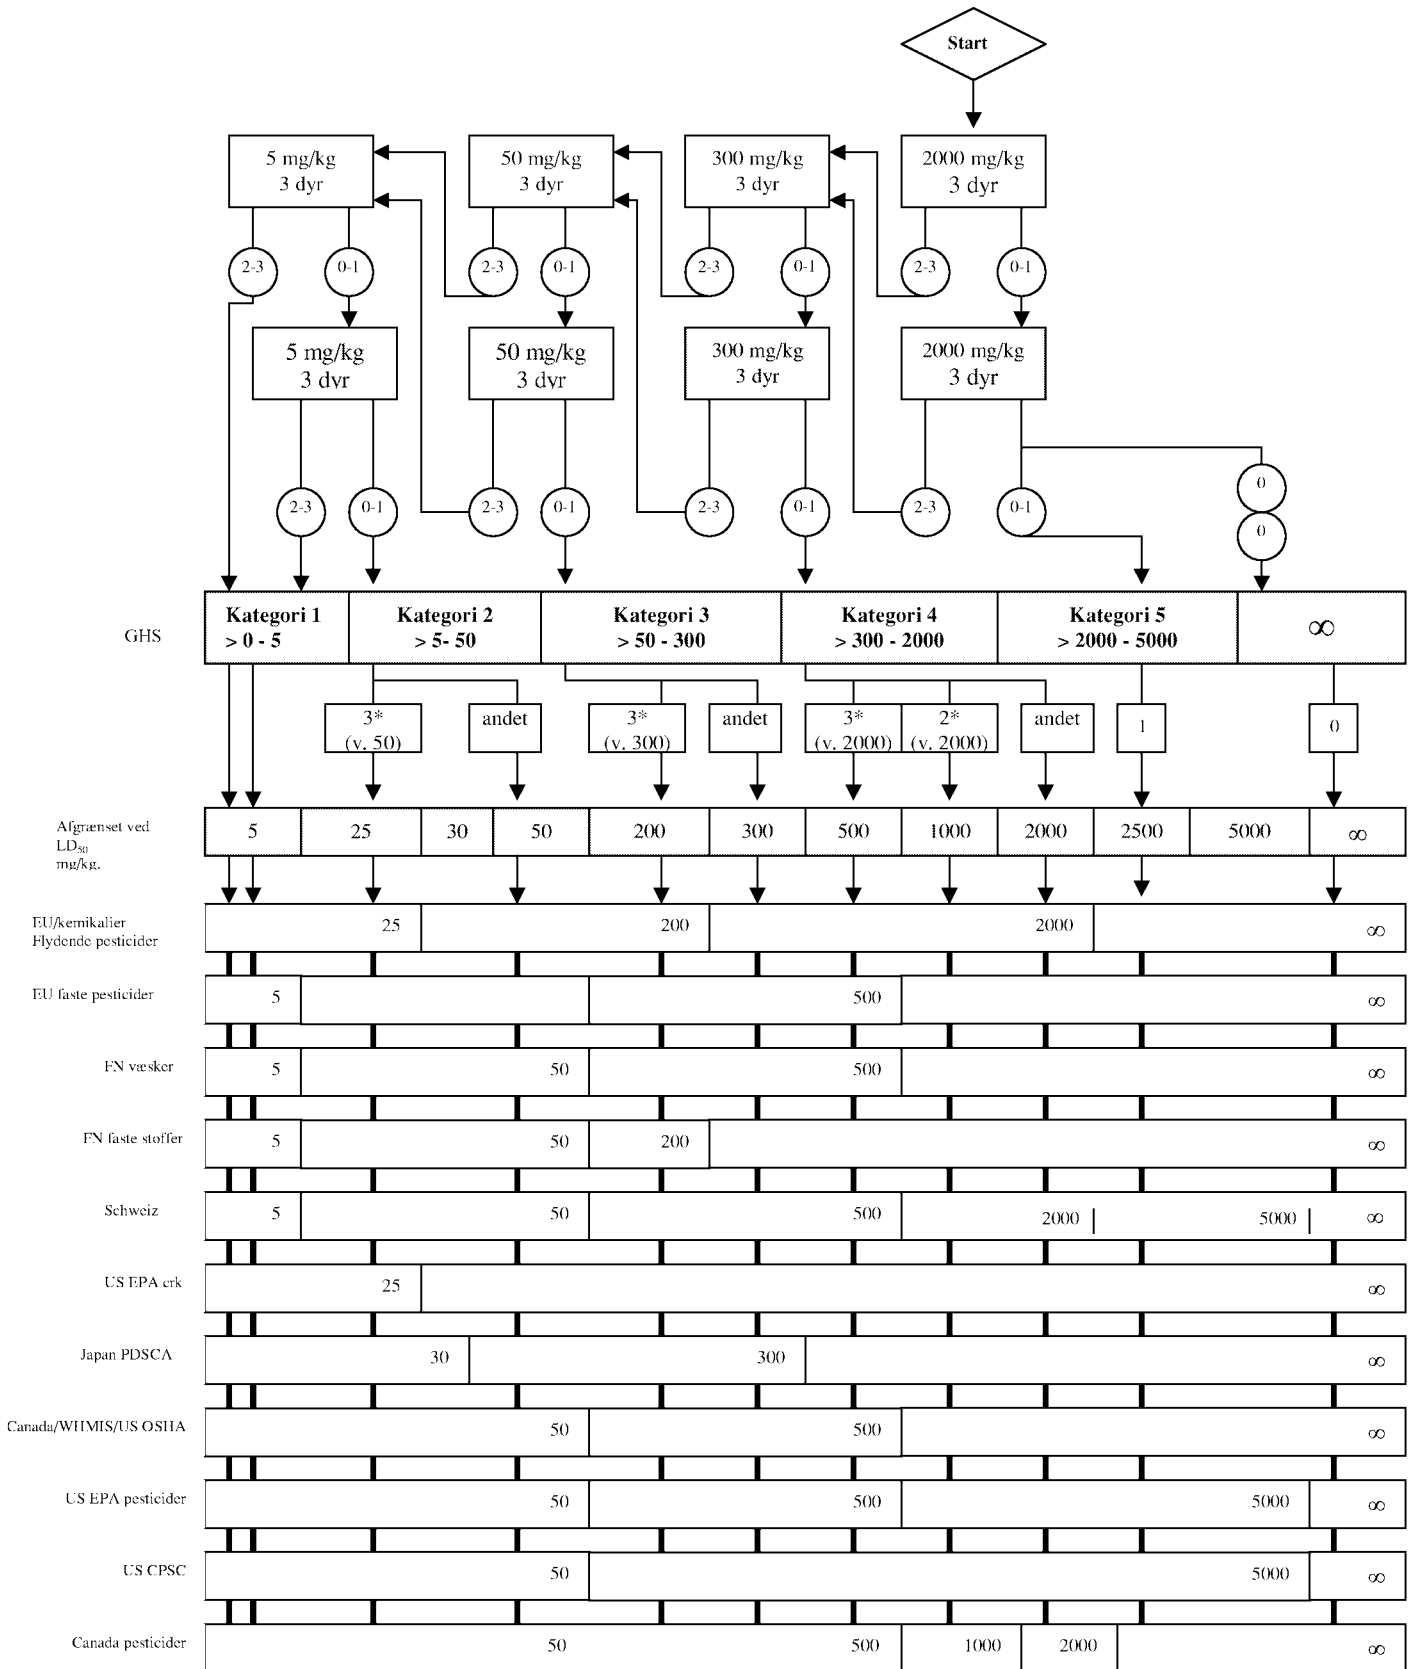 Start
5 mg/kg
3 dyr
50 mg/kg
3 dyr
300 mg/kg
3 dyr
2000 mg/kg
3 dyr
2-3
0-1
2-3
0-1
2-3
0-1
2-3
0-1
5 mg/kg
3 dyr
50 mg/kg
3 dyr
300 mg/kg
3 dyr
2000 mg/kg
3 dyr
0
2-3
0-1
2-3
0-1
2-3
0-1
2-3
0-1
0
GHS
Kategori 1
> 0 - 5
Kategori 2
> 5- 50
Kategori 3
> 50 - 300
Kategori 4
> 300 - 2000
Kategori 5
> 2000 - 5000
∞
3*
(v. 50)
andet
3*
(v. 300)
andet
3*
(v. 2000)
2*
(v. 2000)
andet
1
0
Afgrænset ved
LD50
mg/kg.
5
25
30
50
200
300
500
1000
2000
2500
5000
∞
EU/kemikalier
Flydende pesticider
25
200
2000
∞
EU faste pesticider
5
500
∞
FN væsker
5
50
500
∞
FN faste stoffer
5
50
200
∞
Schweiz
5
50
500
2000
5000
∞
US EPA crk
25
∞
Japan PDSCA
30
300
∞
Canada/WHMIS/US OSHA
50
500
∞
US EPA pesticider
50
500
5000
∞
US CPSC
50
5000
∞
Canada pesticider
50
500
1000
2000
∞